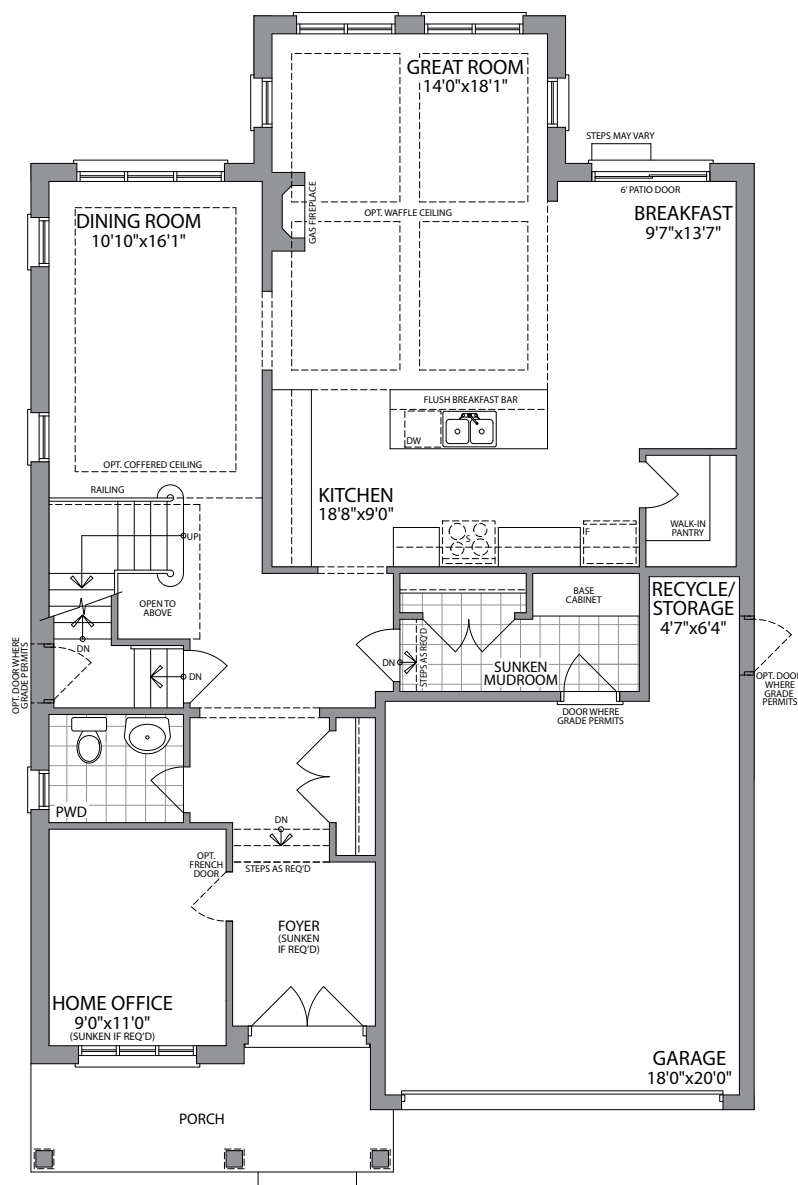 GREAT ROOM
14'0"x18'1"
STEPS MAY VARY
6' PATIO DOOR
BREAKFAST
9'7"x13'7"
DINING ROOM
10'10"x16'1"
GAS FIREPLACE
OPT. WAFFLE CEILING
FLUSH BREAKFAST BAR
DW
OPT. COFFERED CEILING
RAILING
KITCHEN
18'8"x9'0"
WALK-IN
PANTRY
S
F
UP
OPEN TO
ABOVE
BASE
CABINET
RECYCLE/
STORAGE
4'7"x6'4"
DN
OPT. DOOR WHERE
GRADE PERMITS
DN
DN
STEPS AS REQ'D
SUNKEN
MUDROOM
OPT. DOOR
WHERE
GRADE
PERMITS
DOOR WHERE
GRADE PERMITS
PWD
DN
OPT.
FRENCH
DOOR
STEPS AS REQ'D
FOYER
(SUNKEN
IF REQ'D)
HOME OFFICE
9'0"x11'0"
(SUNKEN IF REQ'D)
GARAGE
18'0"x20'0"
PORCH